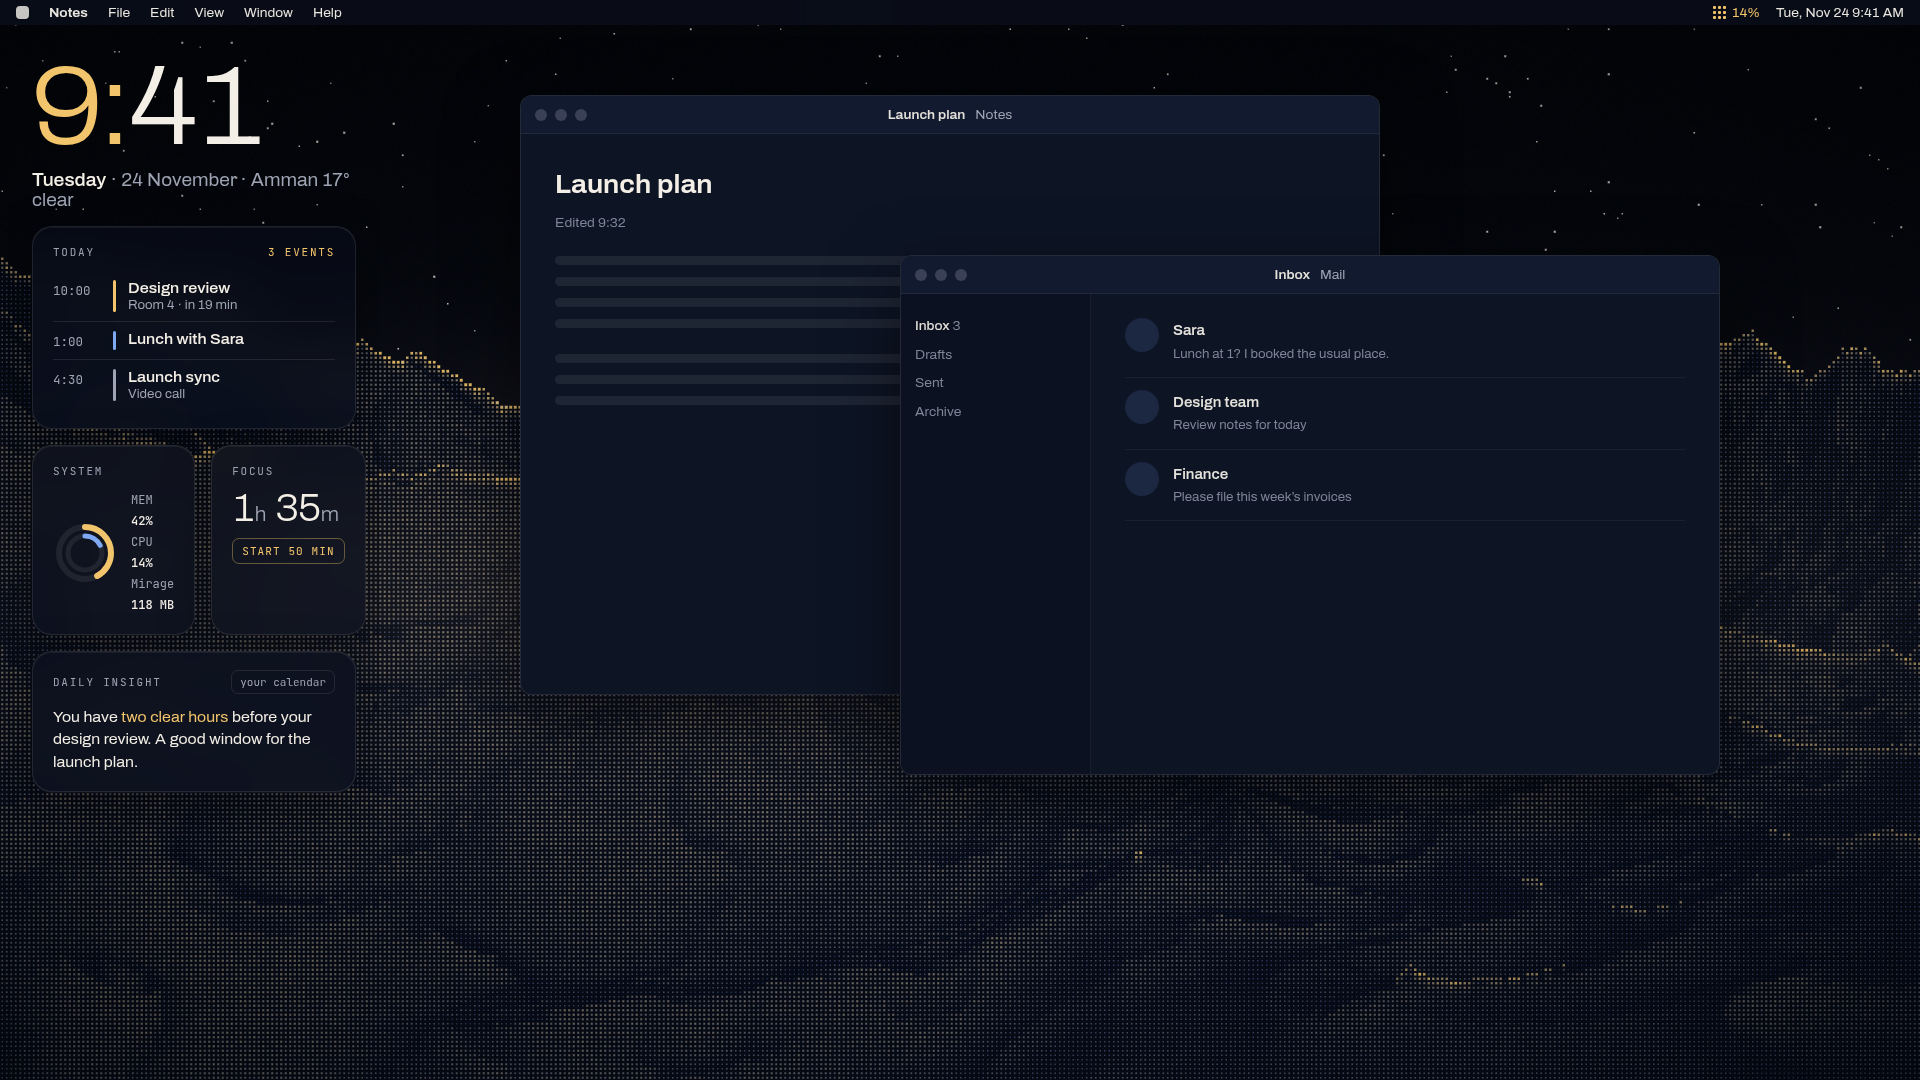 Notes File Edit View Window Help
14% Tue, Nov 24 9:41 AM
9:41
Tuesday · 24 November · Amman 17°
clear
TODAY 3 EVENTS
10:00 Design review
Room 4 · in 19 min
1:00 Lunch with Sara
4:30 Launch sync
Video call
SYSTEM
MEM
42%
CPU
14%
Mirage
118 MB
FOCUS
1h 35m
START 50 MIN
DAILY INSIGHT your calendar
You have two clear hours before your
design review. A good window for the
launch plan.
Launch plan Notes
Launch plan
Edited 9:32
Inbox Mail
Inbox 3
Drafts
Sent
Archive
Sara
Lunch at 1? I booked the usual place.
Design team
Review notes for today
Finance
Please file this week's invoices